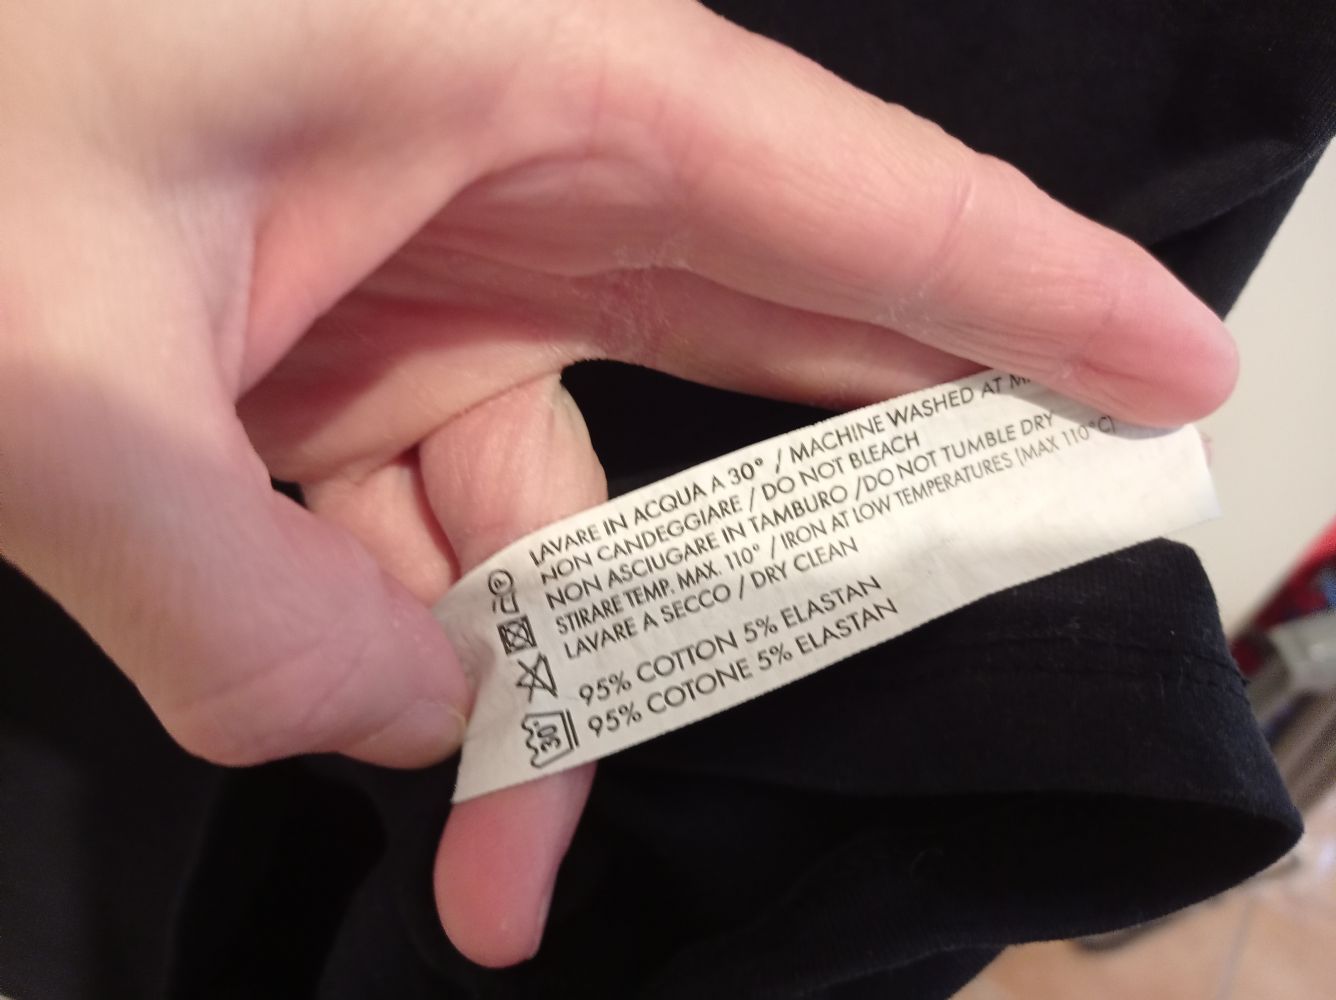 LAVARE IN ACQUA A 30° / MACHINE WASHED AT
NON CANDEGGIARE / DO NOT BLEACH
NON ASCIUGARE IN TAMBURO /DO NOT TUMBLE DRY
STIRARE TEMP. MAX. 110° / IRON AT LOW TEMPERATURES (MAX 110°C)
LAVARE A SECCO / DRY CLEAN
95% COTTON 5% ELASTAN
95% COTONE 5% ELASTAN
P
30°